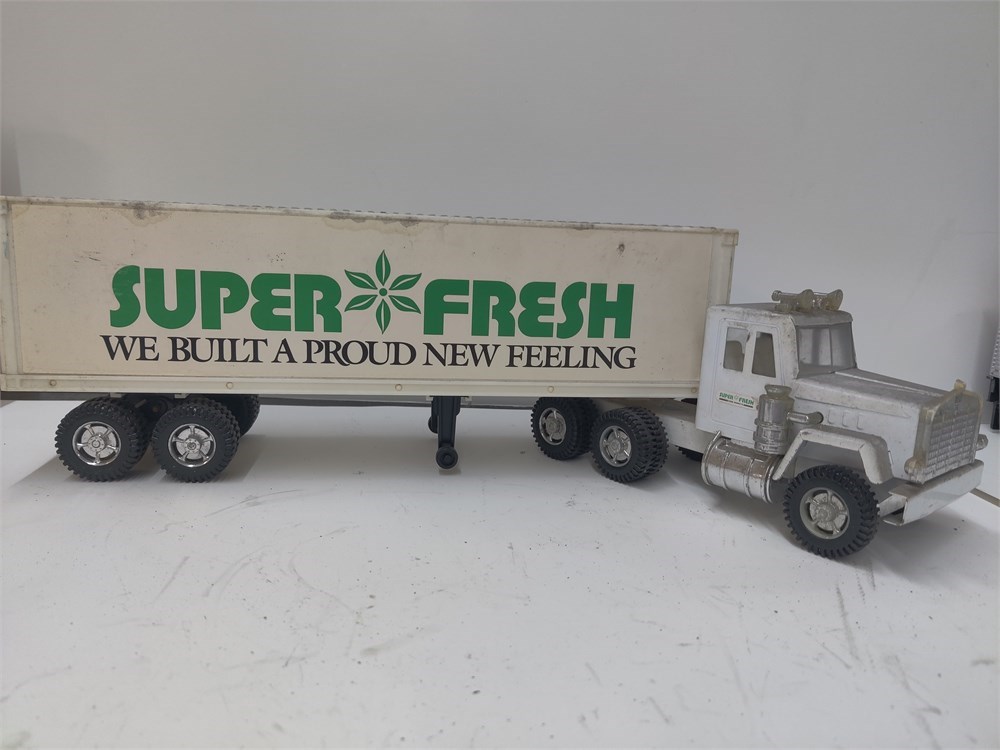 SUPER FRESH
WE BUILT A PROUD NEW FEELING
SUPER FRESH